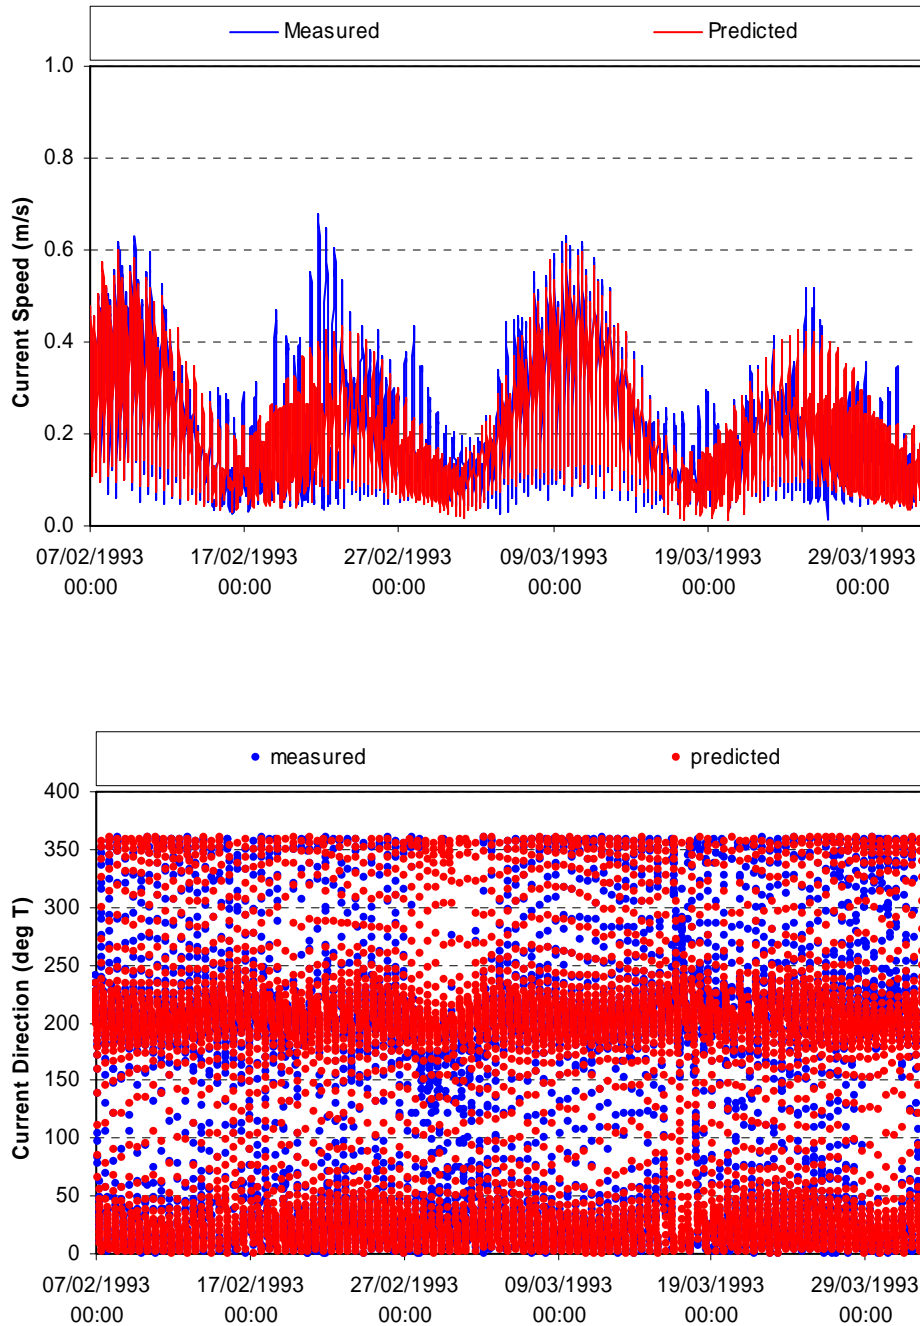 Measured Predicted
1.0
0.8
0.6
0.4
0.2
0.0
Current Speed (m/s)
07/02/1993 17/02/1993 27/02/1993 09/03/1993 19/03/1993 29/03/1993
00:00 00:00 00:00 00:00 00:00 00:00
measured predicted
400
350
300
250
200
150
100
50
0
Current Direction (deg T)
07/02/1993 17/02/1993 27/02/1993 09/03/1993 19/03/1993 29/03/1993
00:00 00:00 00:00 00:00 00:00 00:00